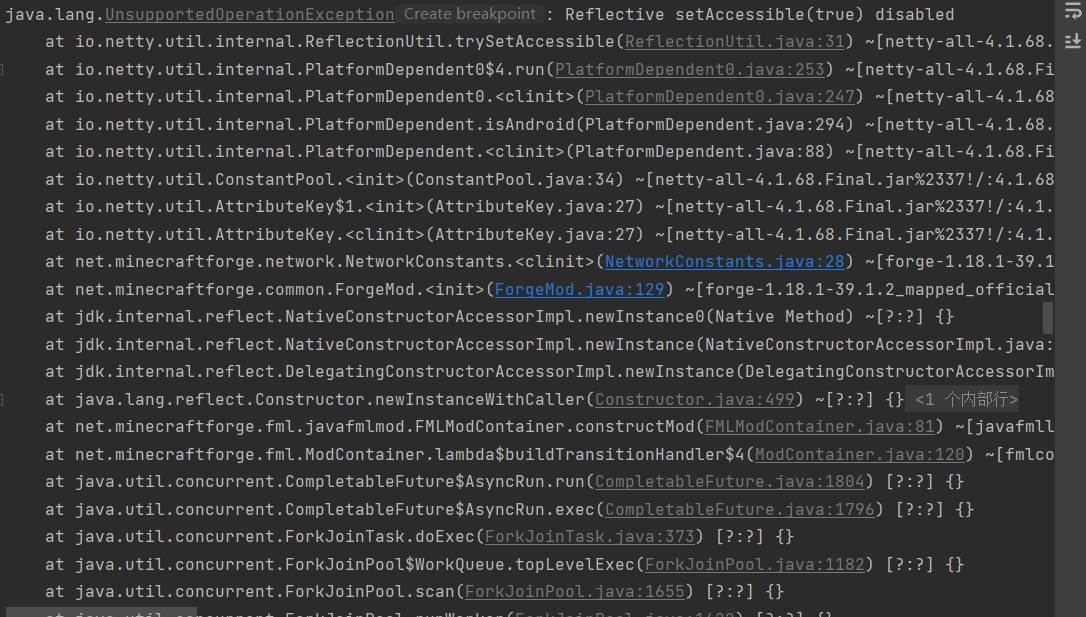 java.lang.UnsupportedOperationException Create breakpoint : Reflective setAccessible(true) disabled
at io.netty.util.internal.ReflectionUtil.trySetAccessible(ReflectionUtil.java:31) ~[netty-all-4.1.68.
at io.netty.util.internal.PlatformDependent0$4.run(PlatformDependent0.java:253) ~[netty-all-4.1.68.Fi
at io.netty.util.internal.PlatformDependent0.<clinit>(PlatformDependent0.java:247) ~[netty-all-4.1.68
at io.netty.util.internal.PlatformDependent.isAndroid(PlatformDependent.java:294) ~[netty-all-4.1.68.
at io.netty.util.internal.PlatformDependent.<clinit>(PlatformDependent.java:88) ~[netty-all-4.1.68.Fi
at io.netty.util.ConstantPool.<init>(ConstantPool.java:34) ~[netty-all-4.1.68.Final.jar%2337!/:4.1.68
at io.netty.util.AttributeKey$1.<init>(AttributeKey.java:27) ~[netty-all-4.1.68.Final.jar%2337!/:4.1.
at io.netty.util.AttributeKey.<clinit>(AttributeKey.java:27) ~[netty-all-4.1.68.Final.jar%2337!/:4.1.
at net.minecraftforge.network.NetworkConstants.<clinit>(NetworkConstants.java:28) ~[forge-1.18.1-39.1
at net.minecraftforge.common.ForgeMod.<init>(ForgeMod.java:129) ~[forge-1.18.1-39.1.2_mapped_official
at jdk.internal.reflect.NativeConstructorAccessorImpl.newInstance0(Native Method) ~[?:?] {}
at jdk.internal.reflect.NativeConstructorAccessorImpl.newInstance(NativeConstructorAccessorImpl.java:
at jdk.internal.reflect.DelegatingConstructorAccessorImpl.newInstance(DelegatingConstructorAccessorIm
at java.lang.reflect.Constructor.newInstanceWithCaller(Constructor.java:499) ~[?:?] {} <1 个内部行>
at net.minecraftforge.fml.javafmlmod.FMLModContainer.constructMod(FMLModContainer.java:81) ~[javafmll
at net.minecraftforge.fml.ModContainer.lambda$buildTransitionHandler$4(ModContainer.java:120) ~[fmlco
at java.util.concurrent.CompletableFuture$AsyncRun.run(CompletableFuture.java:1804) [?:?] {}
at java.util.concurrent.CompletableFuture$AsyncRun.exec(CompletableFuture.java:1796) [?:?] {}
at java.util.concurrent.ForkJoinTask.doExec(ForkJoinTask.java:373) [?:?] {}
at java.util.concurrent.ForkJoinPool$WorkQueue.topLevelExec(ForkJoinPool.java:1182) [?:?] {}
at java.util.concurrent.ForkJoinPool.scan(ForkJoinPool.java:1655) [?:?] {}